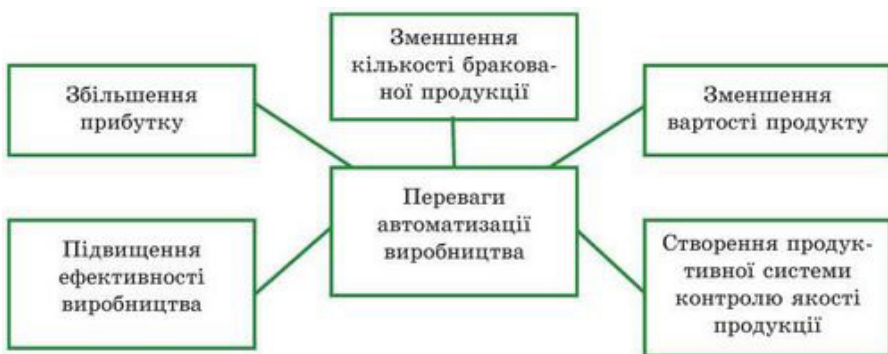 Зменшення
кількості бракова-
ної продукції
Збільшення
прибутку
Зменшення
вартості продукту
Переваги
автоматизації
виробництва
Підвищення
ефективності
виробництва
Створення продук-
тивної системи
контролю якості
продукції